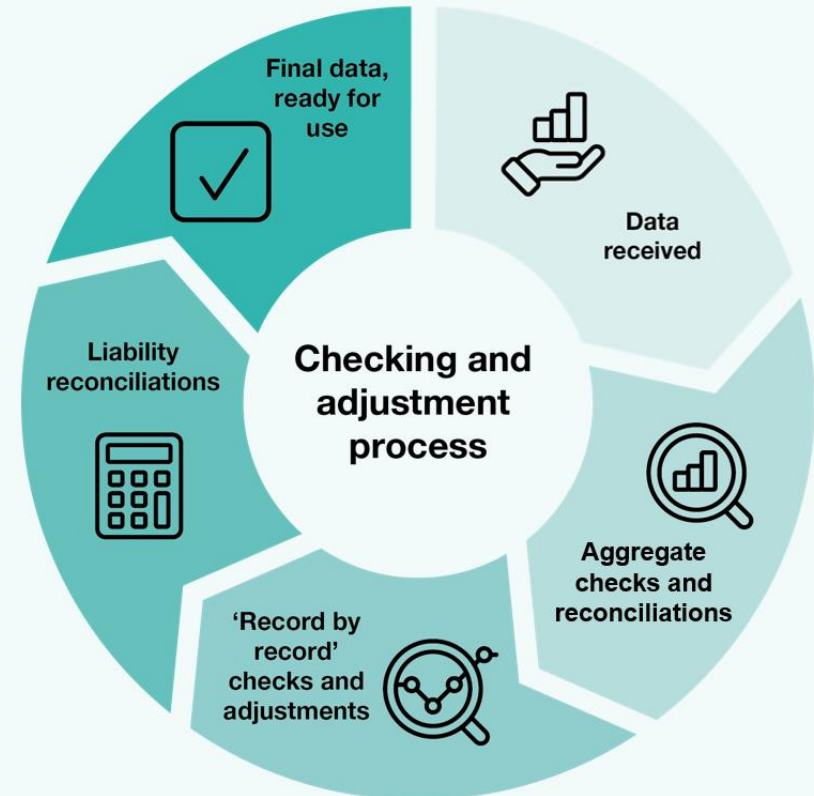 Checking and
adjustment
process
Data
received
Aggregate
checks and
reconciliations
‘Record by
record’
checks and
adjustments
Liability
reconciliations
Final data,
ready for
use